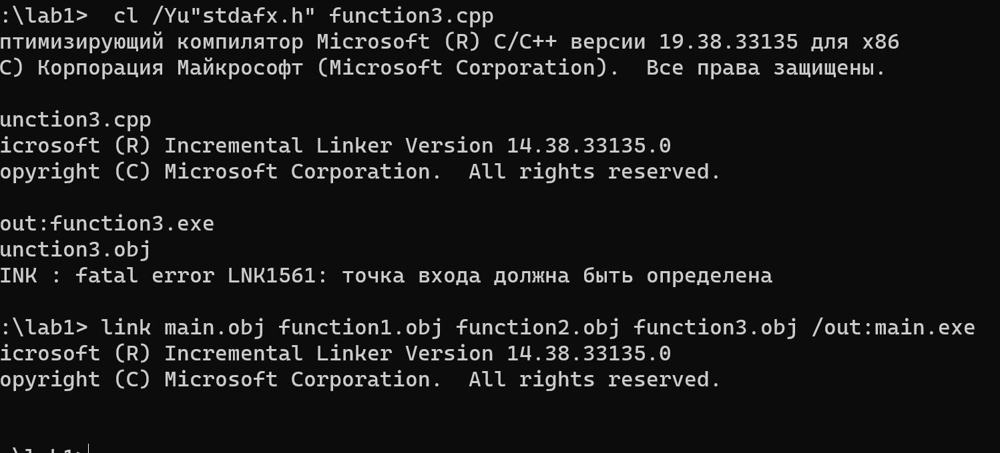 :\lab1>  cl /Yu"stdafx.h" function3.cpp
птимизирующий компилятор Microsoft (R) C/C++ версии 19.38.33135 для x86
C) Корпорация Майкрософт (Microsoft Corporation).  Все права защищены.
unction3.cpp
icrosoft (R) Incremental Linker Version 14.38.33135.0
opyright (C) Microsoft Corporation.  All rights reserved.
out:function3.exe
unction3.obj
INK : fatal error LNK1561: точка входа должна быть определена
:\lab1> link main.obj function1.obj function2.obj function3.obj /out:main.exe
icrosoft (R) Incremental Linker Version 14.38.33135.0
opyright (C) Microsoft Corporation.  All rights reserved.
:\lab1>